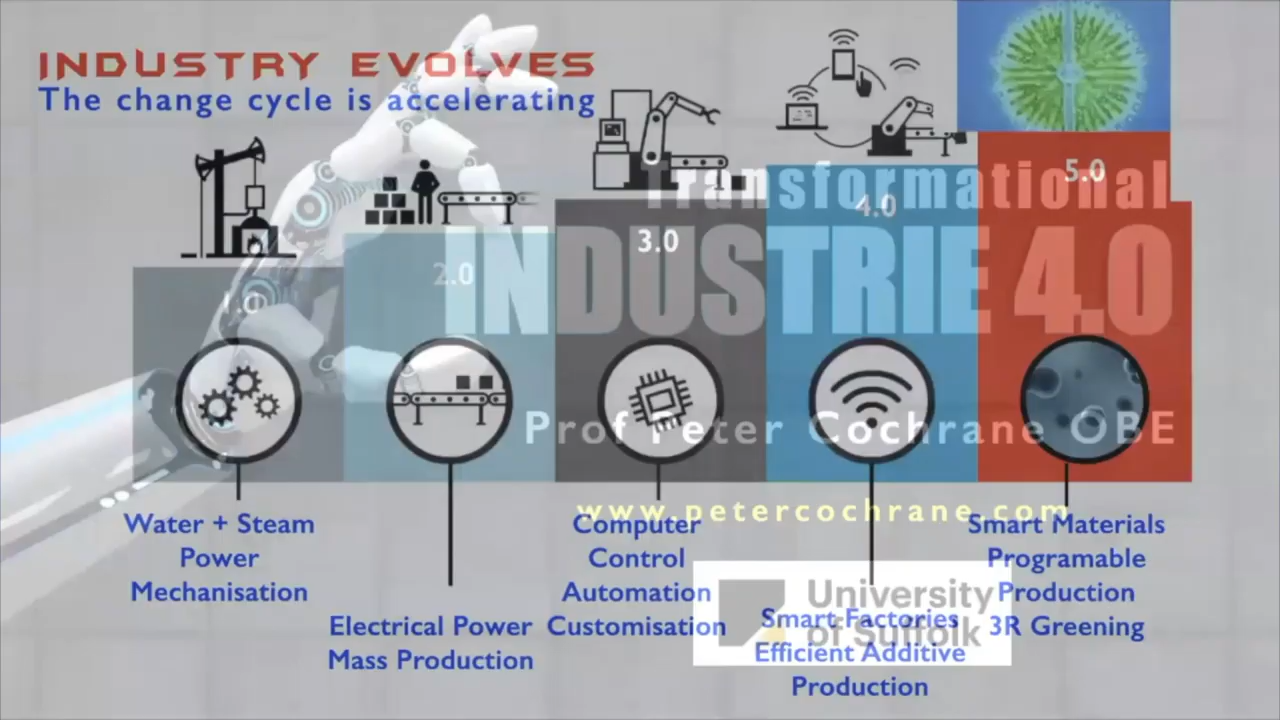 INDUSTRY EVOLVES
The change cycle is accelerating
Transformational
INDUSTRIE 4.0
Prof Peter Cochrane OBE
www.petercochrane.com
University
of Suffolk
1.0
2.0
3.0
4.0
5.0
Water + Steam
Power
Mechanisation
Electrical Power
Mass Production
Computer
Control
Automation
Customisation
Smart Factories
Efficient Additive
Production
Smart Materials
Programable
Production
3R Greening